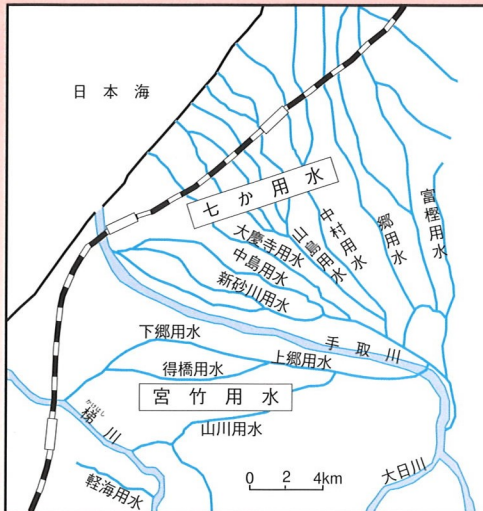 日本海
七か用水
富樫用水
郷用水
中村用水
山島用水
大慶寺用水
中島用水
新砂川用水
手取川
下郷用水
上郷用水
得橋用水
宮竹用水
山川用水
かけはし
梯川
軽海用水
大日川
0 2 4km